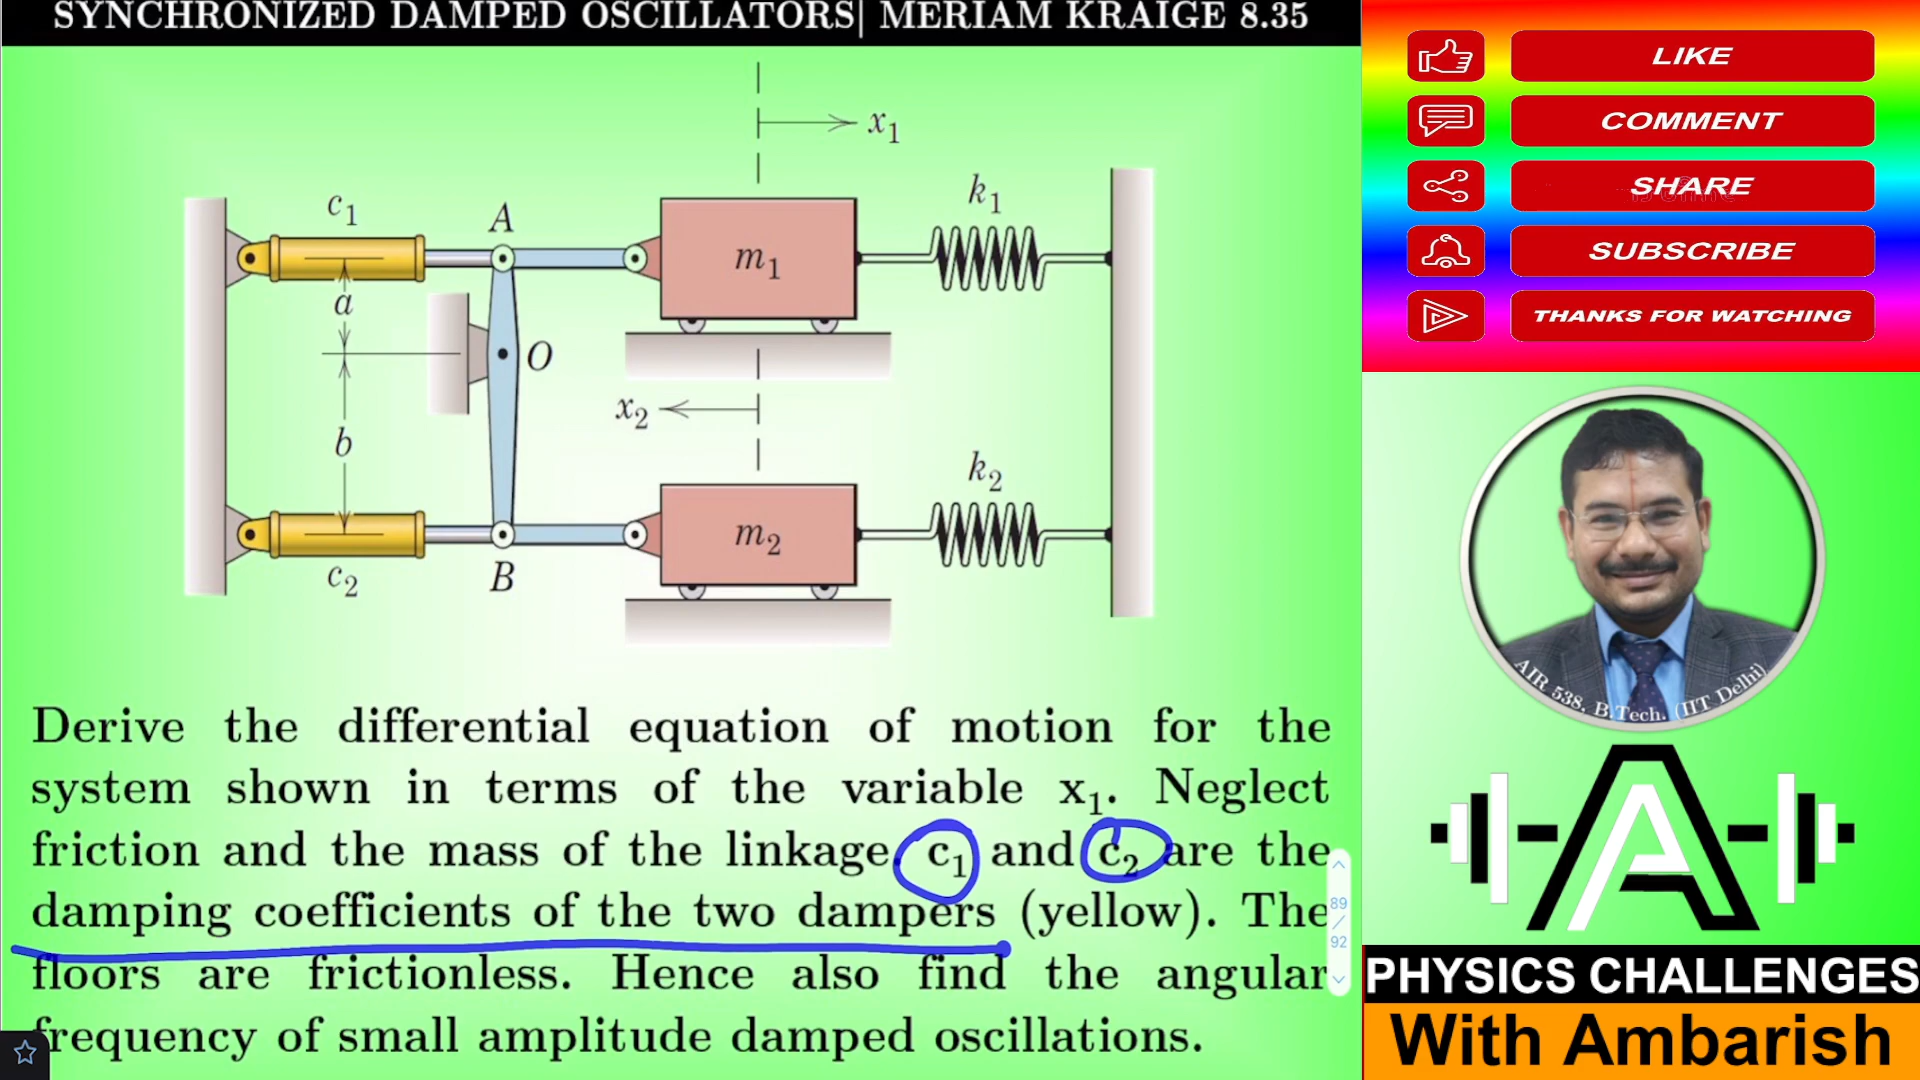 SYNCHRONIZED DAMPED OSCILLATORS| MERIAM KRAIGE 8.35
x1
k1
c1
A
m1
a
O
x2
b
k2
m2
c2
B
Derive the differential equation of motion for the
system shown in terms of the variable x1. Neglect
friction and the mass of the linkage. c1 and c2 are the
damping coefficients of the two dampers (yellow). The
floors are frictionless. Hence also find the angular
frequency of small amplitude damped oscillations.
89
/
92
LIKE
COMMENT
SHARE
SUBSCRIBE
THANKS FOR WATCHING
AIR 538, B.Tech. (IIT Delhi)
A
PHYSICS CHALLENGES
With Ambarish